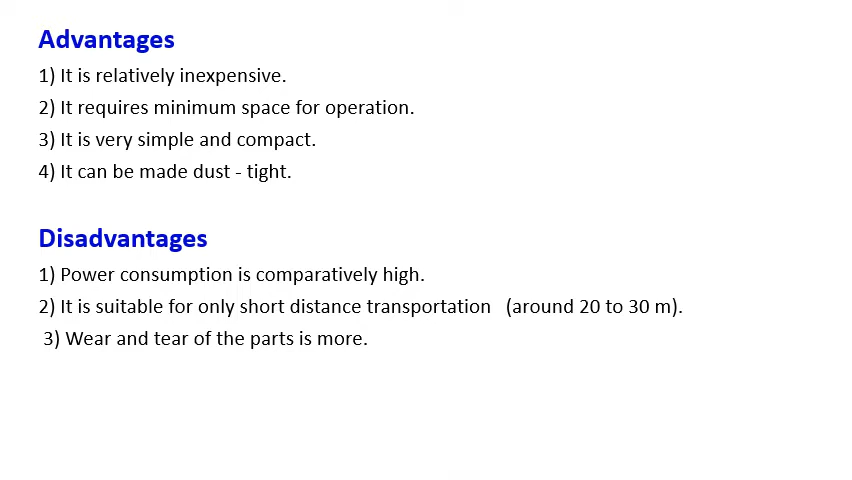 Advantages
1) It is relatively inexpensive.
2) It requires minimum space for operation.
3) It is very simple and compact.
4) It can be made dust - tight.
Disadvantages
1) Power consumption is comparatively high.
2) It is suitable for only short distance transportation   (around 20 to 30 m).
3) Wear and tear of the parts is more.